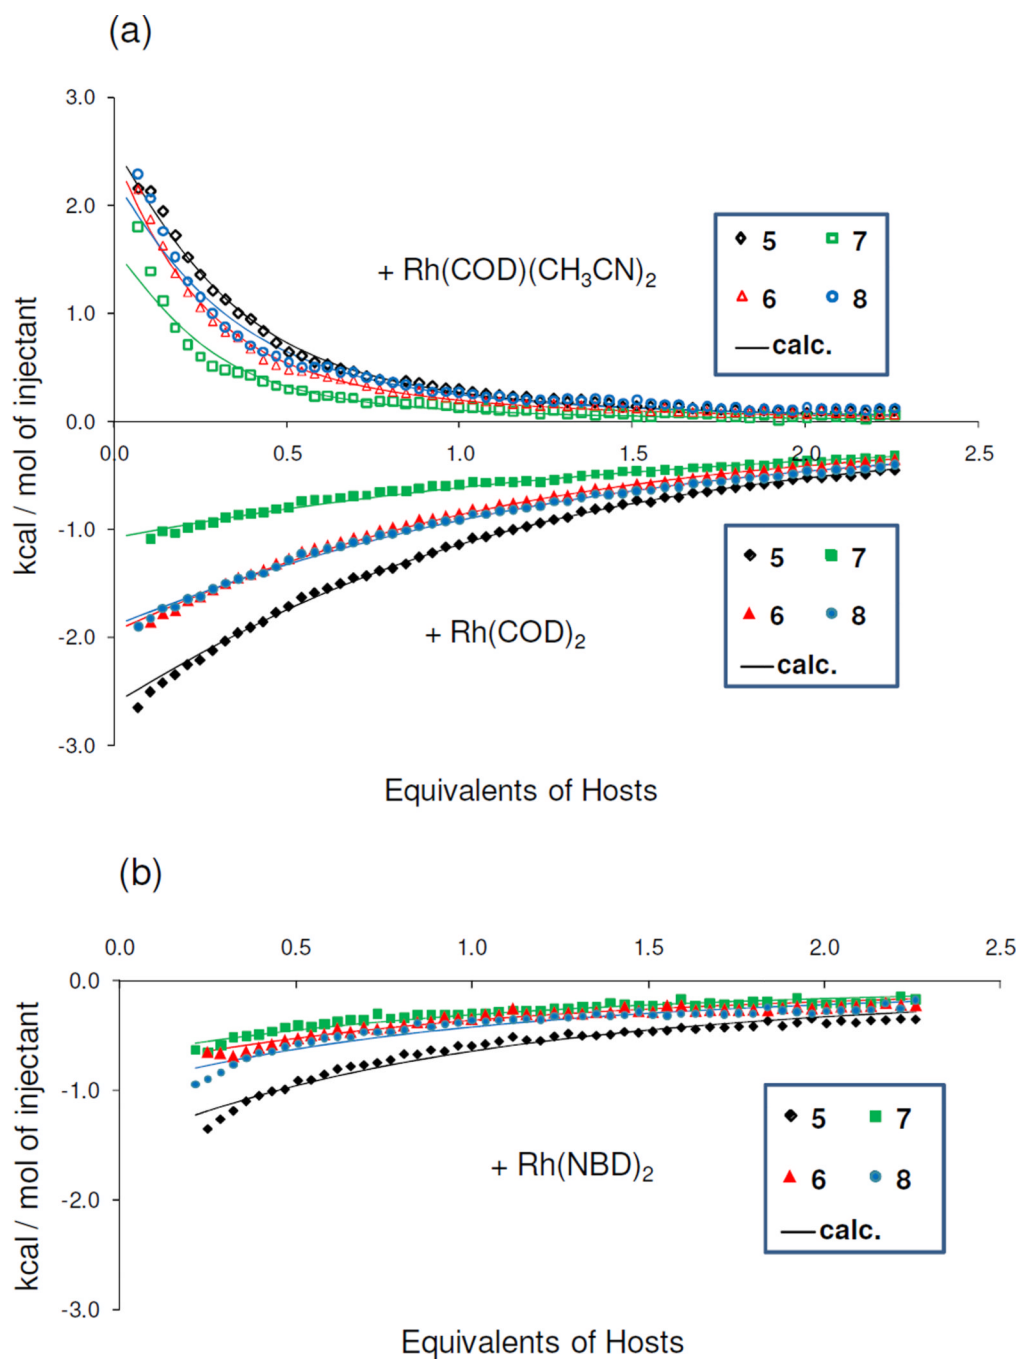 (a)
3.0
2.0
1.0
0.0
-1.0
-2.0
-3.0
kcal / mol of injectant
+ Rh(COD)(CH₃CN)₂
5 7
6 8
calc.
0.5 1.0 1.5 2.0 2.5
+ Rh(COD)₂
5 7
6 8
calc.
Equivalents of Hosts
(b)
0.0 0.5 1.0 1.5 2.0 2.5
0.0
-1.0
-2.0
-3.0
kcal / mol of injectant
+ Rh(NBD)₂
5 7
6 8
calc.
Equivalents of Hosts